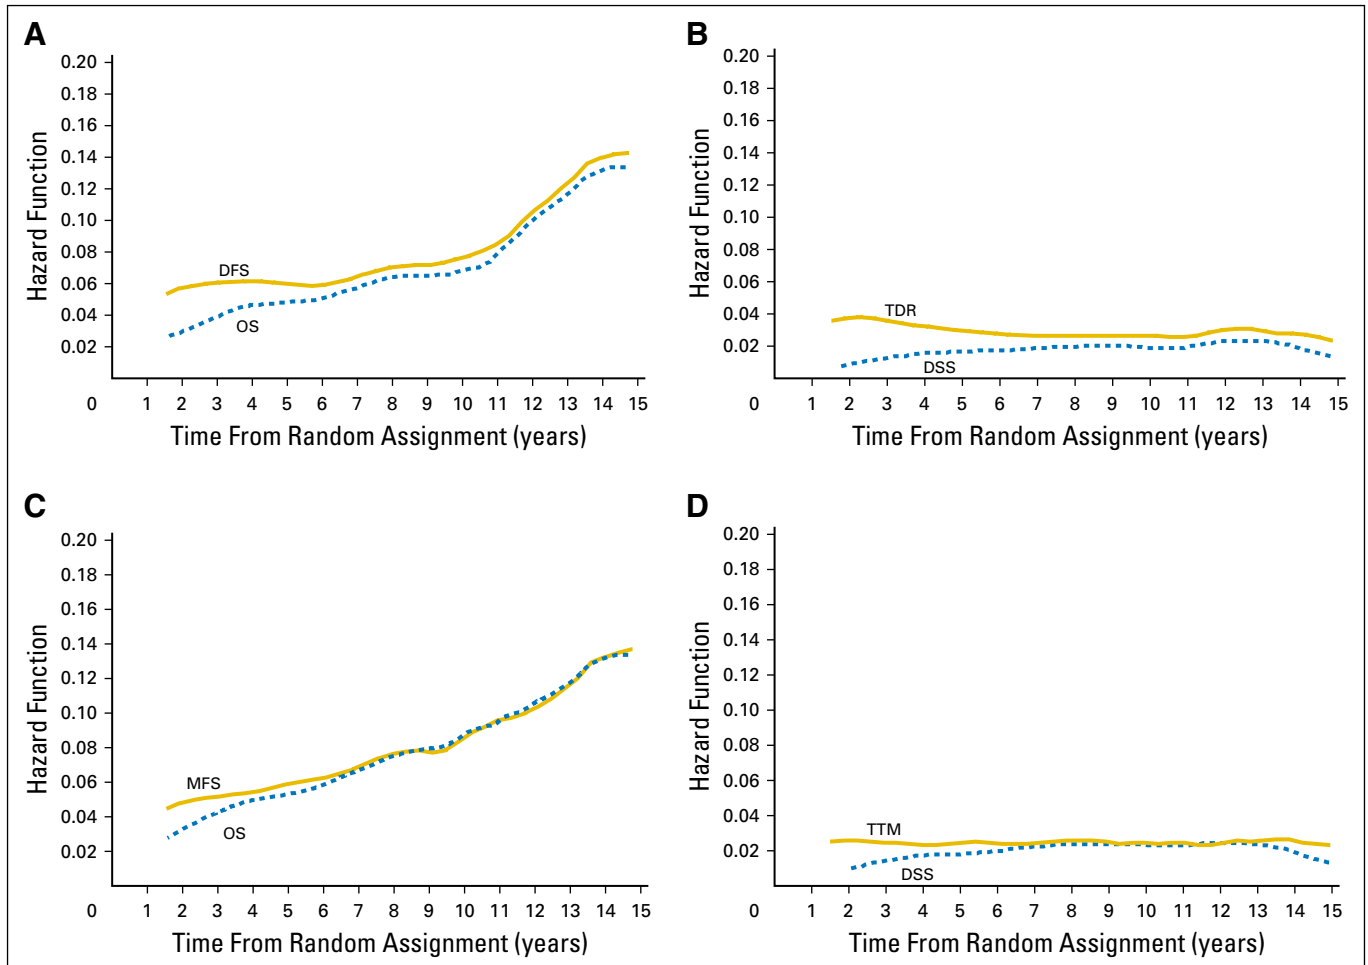 A
0.20
0.18
0.16
0.14
0.12
0.10
0.08
0.06
0.04
0.02
Hazard Function
DFS
OS
0 1 2 3 4 5 6 7 8 9 10 11 12 13 14 15
Time From Random Assignment (years)
B
0.20
0.18
0.16
0.14
0.12
0.10
0.08
0.06
0.04
0.02
Hazard Function
TDR
DSS
0 1 2 3 4 5 6 7 8 9 10 11 12 13 14 15
Time From Random Assignment (years)
C
0.20
0.18
0.16
0.14
0.12
0.10
0.08
0.06
0.04
0.02
Hazard Function
MFS
OS
0 1 2 3 4 5 6 7 8 9 10 11 12 13 14 15
Time From Random Assignment (years)
D
0.20
0.18
0.16
0.14
0.12
0.10
0.08
0.06
0.04
0.02
Hazard Function
TTM
DSS
0 1 2 3 4 5 6 7 8 9 10 11 12 13 14 15
Time From Random Assignment (years)